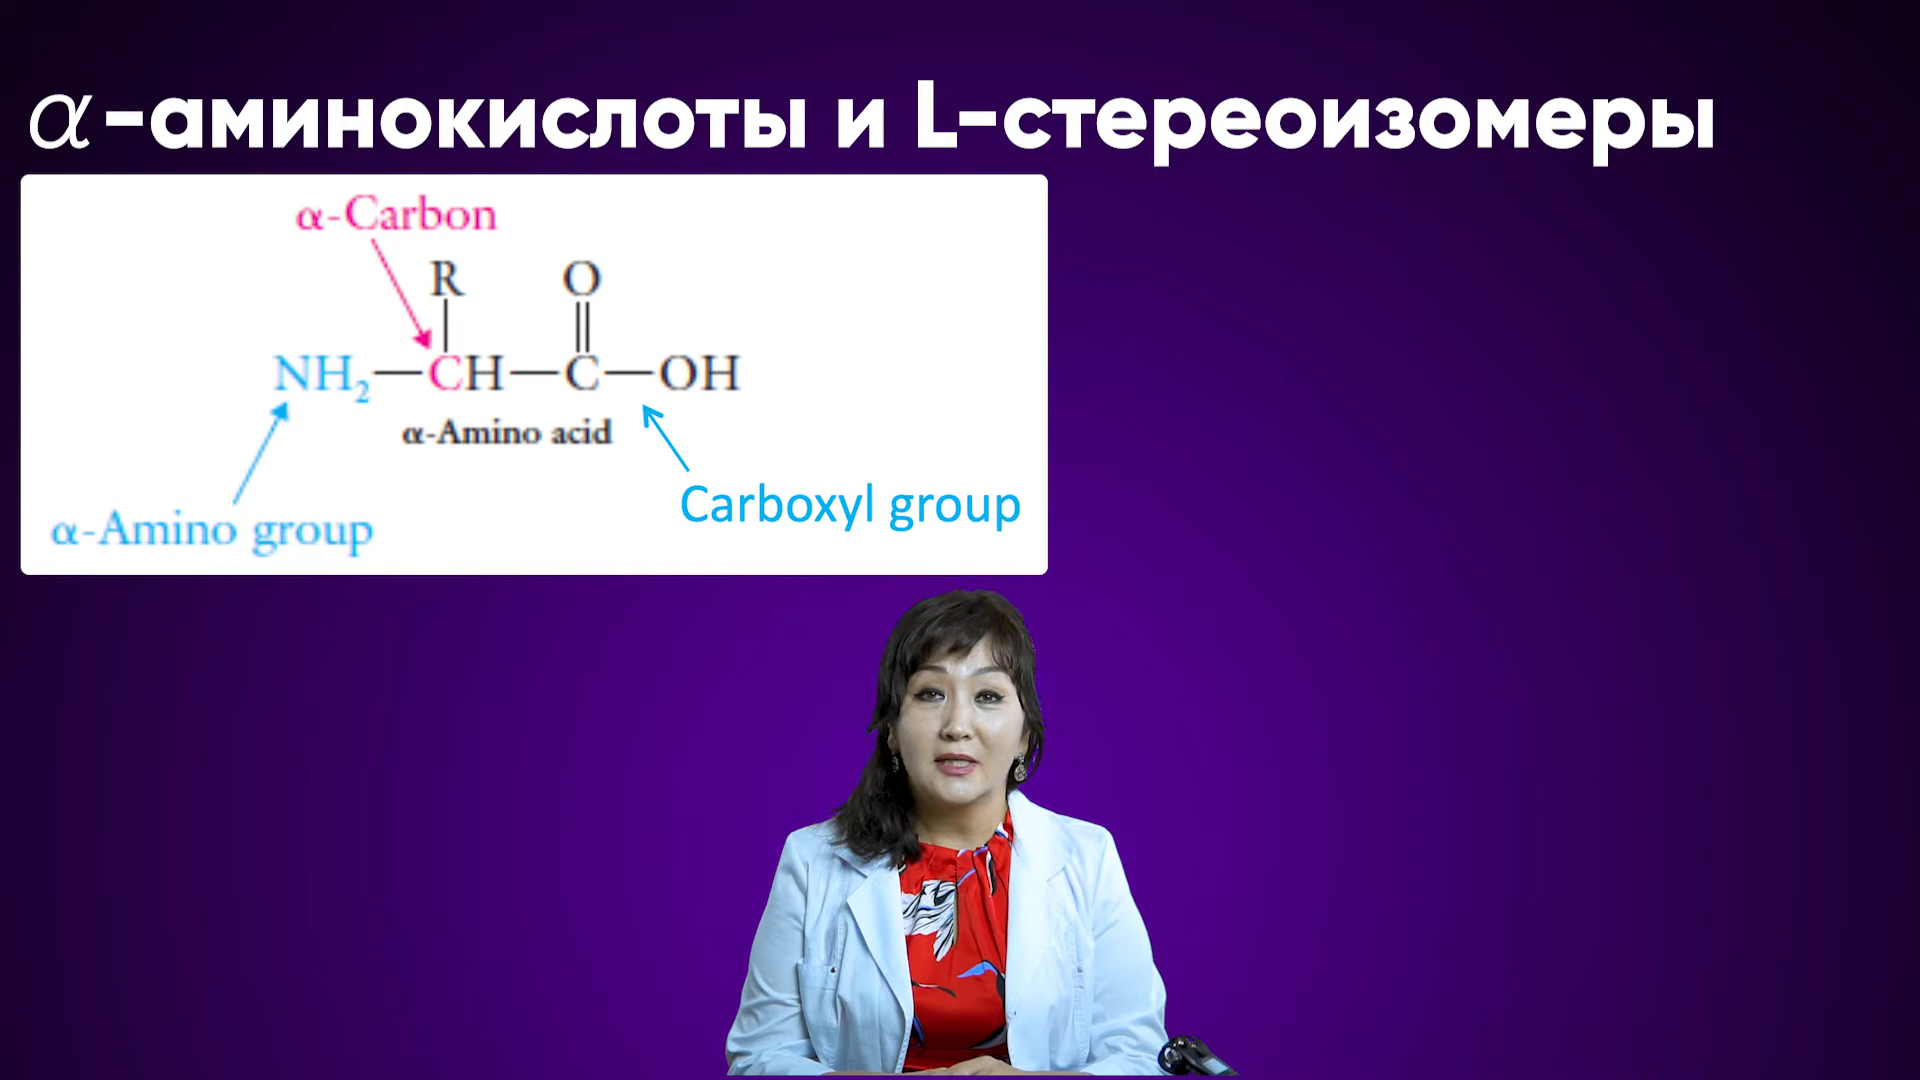 α-аминокислоты и L-стереоизомеры
α-Carbon
R O
NH₂—CH—C—OH
α-Amino acid
Carboxyl group
α-Amino group